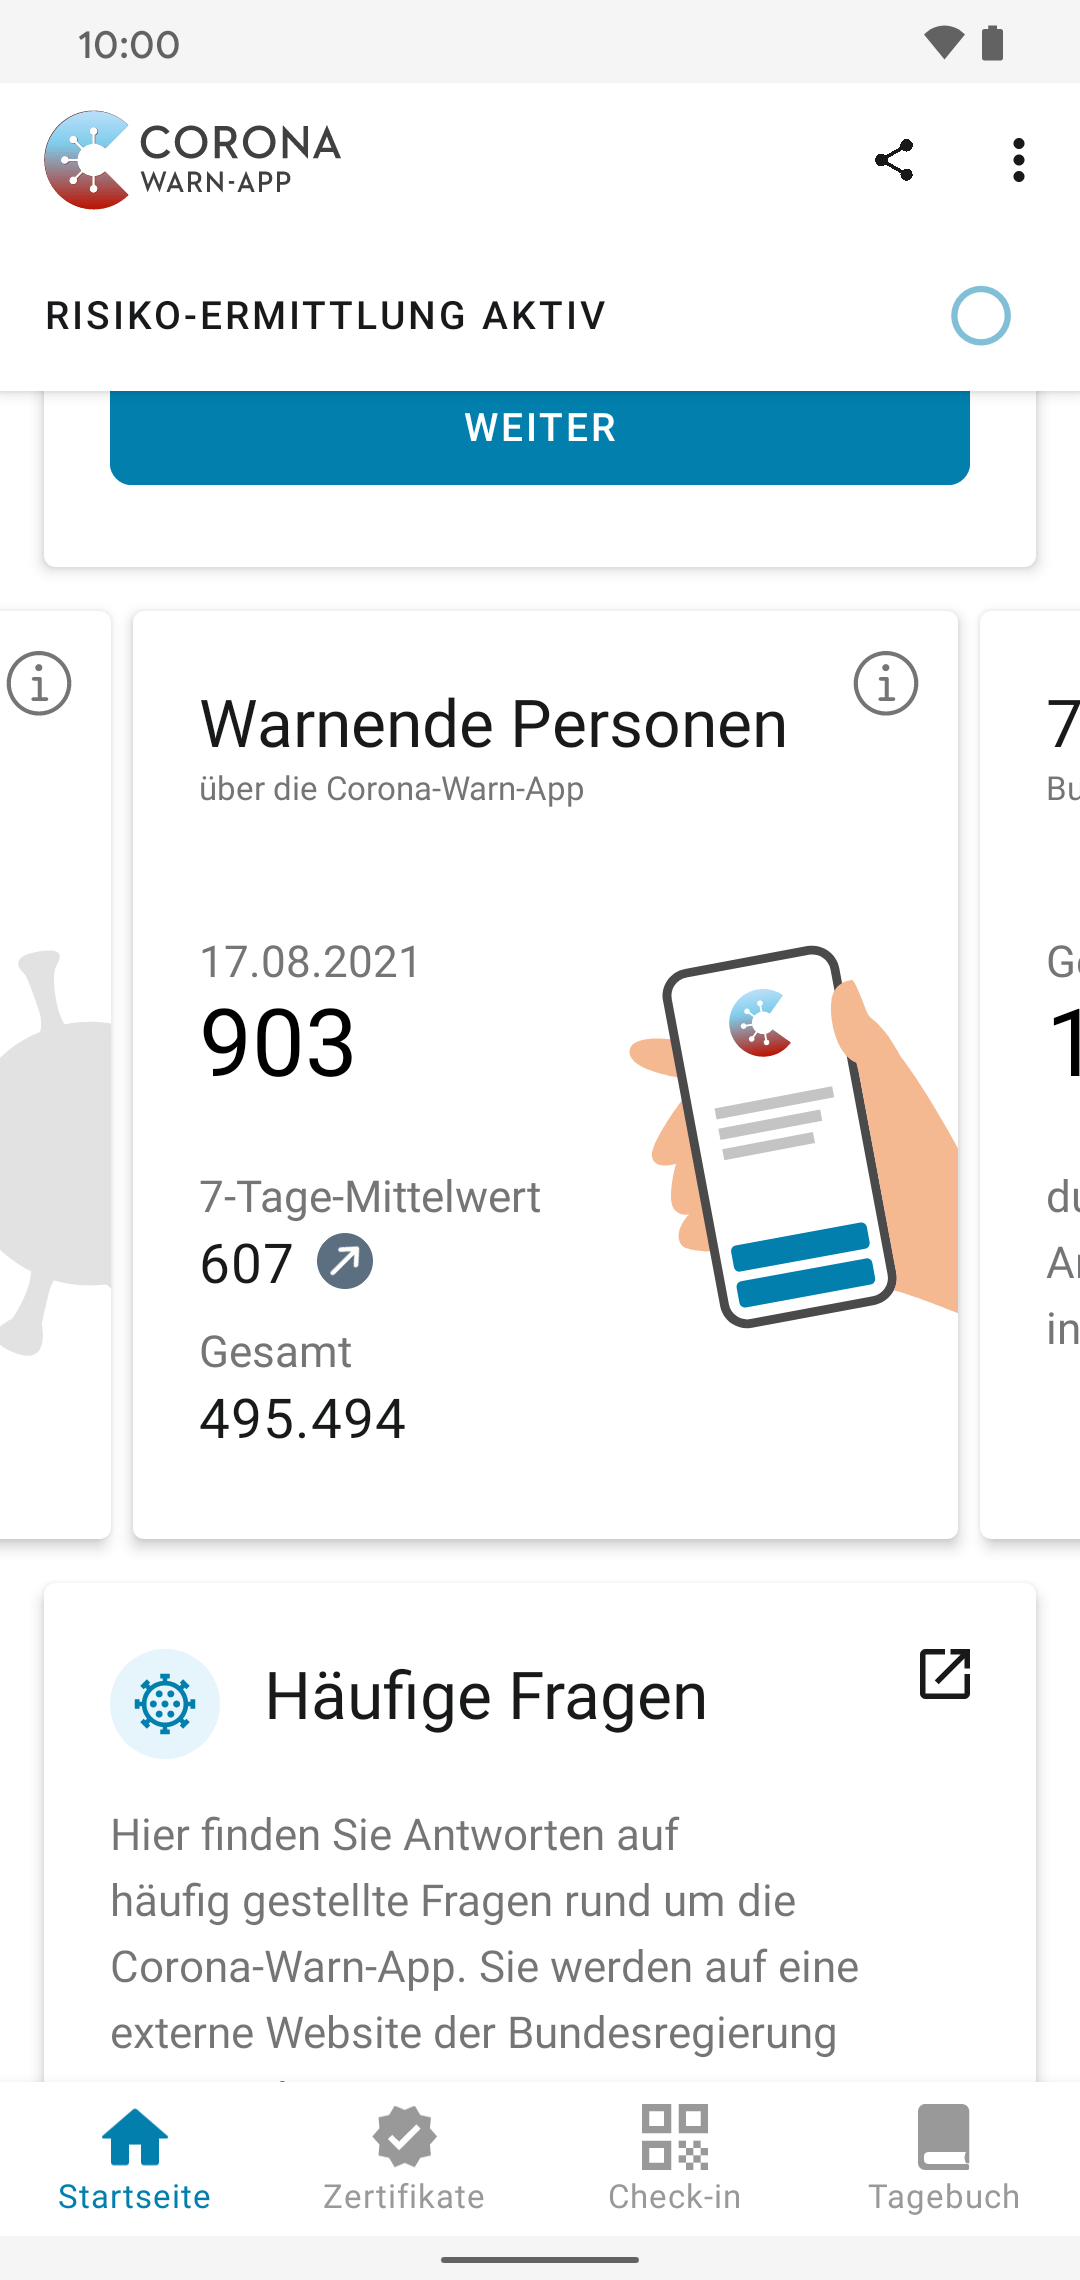 10:00
CORONA
WARN-APP
RISIKO-ERMITTLUNG AKTIV
WEITER
Warnende Personen
über die Corona-Warn-App
17.08.2021
903
7-Tage-Mittelwert
607
Gesamt
495.494
7
Bu
1
du
in
Häufige Fragen
Hier finden Sie Antworten auf
häufig gestellte Fragen rund um die
Corona-Warn-App. Sie werden auf eine
externe Website der Bundesregierung
Startseite
Zertifikate
Check-in
Tagebuch